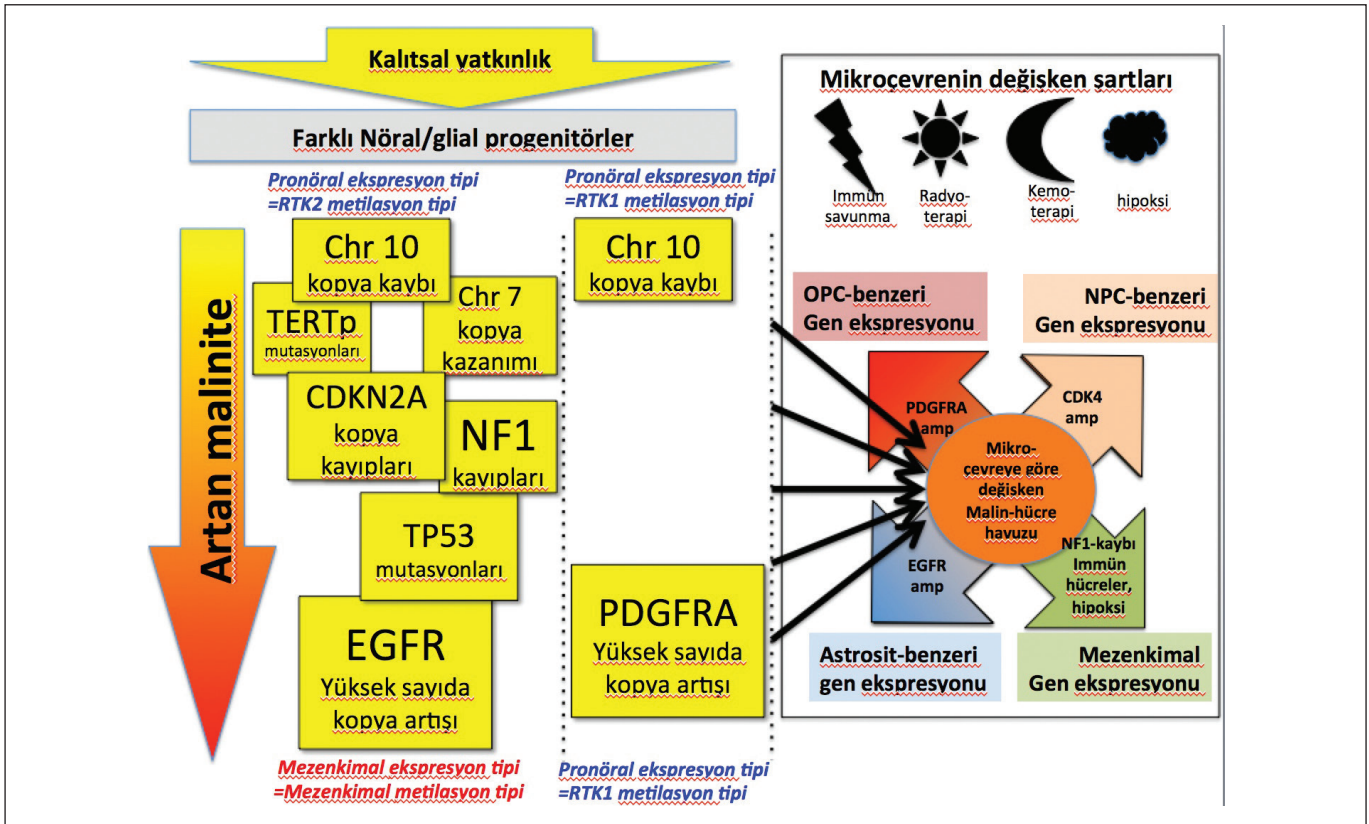 Kalıtsal yatkınlık
Farklı Nöral/glial progenitörler
Pronöral ekspresyon tipi
=RTK2 metilasyon tipi
Pronöral ekspresyon tipi
=RTK1 metilasyon tipi
Artan malinite
Chr 10
kopya kaybı
TERTp
mutasyonları
Chr 7
kopya
kazanımı
CDKN2A
kopya
kayıpları
NF1
kayıpları
TP53
mutasyonları
EGFR
Yüksek sayıda
kopya artışı
Mezenkimal ekspresyon tipi
=Mezenkimal metilasyon tipi
Chr 10
kopya kaybı
PDGFRA
Yüksek sayıda
kopya artışı
Pronöral ekspresyon tipi
=RTK1 metilasyon tipi
Mikroçevrenin değişken şartları
İmmün
savunma
Radyo-
terapi
Kemo-
terapi
hipoksi
OPC-benzeri
Gen ekspresyonu
NPC-benzeri
Gen ekspresyonu
PDGFRA
amp
CDK4
amp
Mikro-
çevreye göre
değisken
Malin-hücre
havuzu
EGFR
amp
NF1-kaybı
Immün
hücreler,
hipoksi
Astrosit-benzeri
gen ekspresyonu
Mezenkimal
Gen ekspresyonu